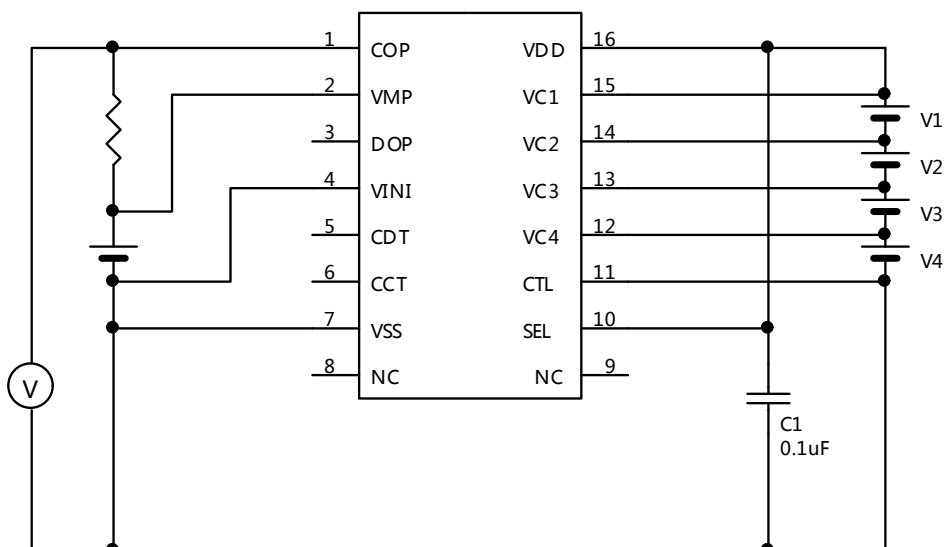 1 COP VDD 16
2 VMP VC1 15
V1
3 DOP VC2 14
V2
4 VINI VC3 13
V3
5 CDT VC4 12
V4
6 CCT CTL 11
7 VSS SEL 10
8 NC NC 9
V
C1
0.1uF